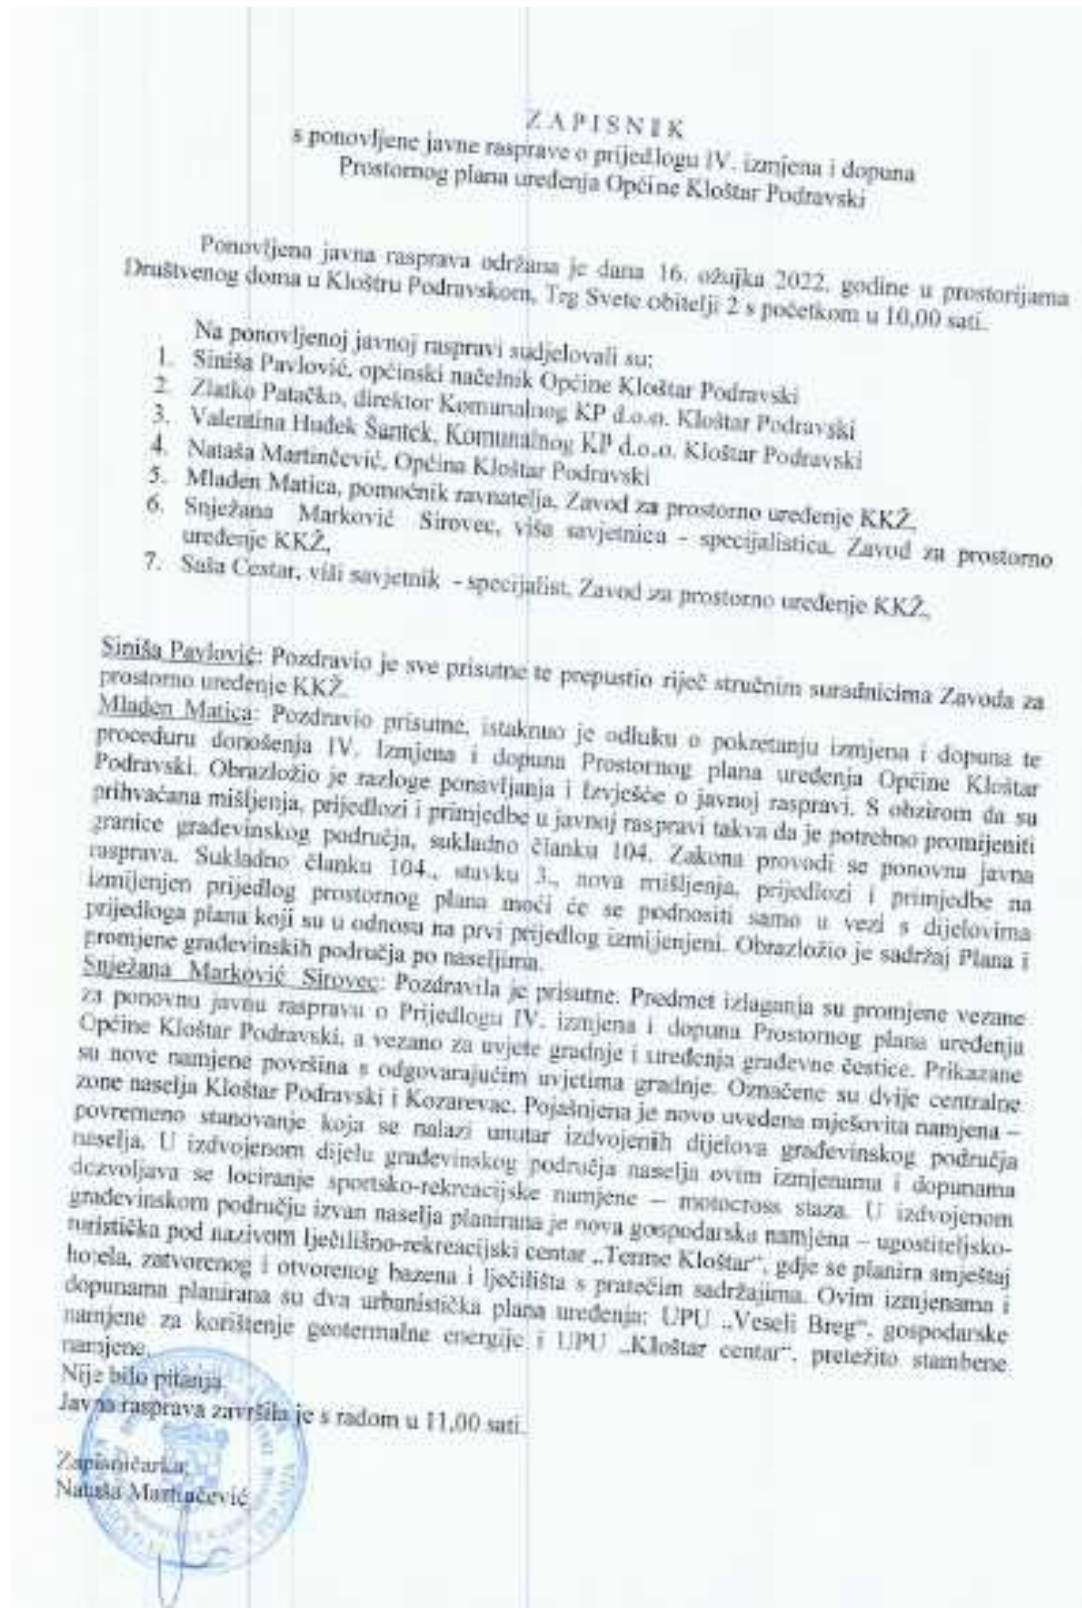 Z A P I S N I K
s ponovljene javne rasprave o prijedlogu IV. izmjena i dopuna
Prostornog plana uređenja Općine Kloštar Podravski
Ponovljena javna rasprava održana je dana 16. ožujka 2022. godine u prostorijama
Društvenog doma u Kloštru Podravskom, Trg Svete obitelji 2 s početkom u 10,00 sati.
Na ponovljenoj javnoj raspravi sudjelovali su:
1. Siniša Pavlović, općinski načelnik Općine Kloštar Podravski
2. Zlatko Patačko, direktor Komunalnog KP d.o.o. Kloštar Podravski
3. Valentina Hudek Šantek, Komunalnog KP d.o.o. Kloštar Podravski
4. Nataša Martinčević, Općina Kloštar Podravski
5. Mladen Matica, pomoćnik ravnatelja, Zavod za prostorno uređenje KKŽ,
6. Snježana Marković Sirovec, viša savjetnica - specijalistica, Zavod za prostorno
uređenje KKŽ,
7. Saša Cestar, viši savjetnik - specijalist, Zavod za prostorno uređenje KKŽ,
Siniša Pavlović: Pozdravio je sve prisutne te prepustio riječ stručnim suradnicima Zavoda za
prostorno uređenje KKŽ.
Mladen Matica: Pozdravio prisutne, istaknuo je odluku o pokretanju izmjena i dopuna te
proceduru donošenja IV. Izmjena i dopuna Prostornog plana uređenja Općine Kloštar
Podravski. Obrazložio je razloge ponavljanja i Izvješće o javnoj raspravi. S obzirom da su
prihvaćana mišljenja, prijedlozi i primjedbe u javnoj raspravi takva da je potrebno promijeniti
granice građevinskog područja, sukladno članku 104. Zakona provodi se ponovna javna
rasprava. Sukladno članku 104., stavku 3., nova mišljenja, prijedlozi i primjedbe na
izmijenjen prijedlog prostornog plana moći će se podnositi samo u vezi s dijelovima
prijedloga plana koji su u odnosu na prvi prijedlog izmijenjeni. Obrazložio je sadržaj Plana i
promjene građevinskih područja po naseljima.
Snježana Marković Sirovec: Pozdravila je prisutne. Predmet izlaganja su promjene vezane
za ponovnu javnu raspravu o Prijedlogu IV. izmjena i dopuna Prostornog plana uređenja
Općine Kloštar Podravski, a vezano za uvjete gradnje i uređenja građevne čestice. Prikazane
su nove namjene površina s odgovarajućim uvjetima gradnje. Označene su dvije centralne
zone naselja Kloštar Podravski i Kozarevac. Pojašnjena je novo uvedena mješovita namjena –
povremeno stanovanje koja se nalazi unutar izdvojenih dijelova građevinskog područja
naselja. U izdvojenom dijelu građevinskog područja naselja ovim izmjenama i dopunama
dozvoljava se lociranje sportsko-rekreacijske namjene – motocross staza. U izdvojenom
građevinskom području izvan naselja planirana je nova gospodarska namjena – ugostiteljsko-
turistička pod nazivom lječilišno-rekreacijski centar „Terme Kloštar“, gdje se planira smještaj
hotela, zatvorenog i otvorenog bazena i lječilišta s pratećim sadržajima. Ovim izmjenama i
dopunama planirana su dva urbanistička plana uređenja: UPU „Veseli Breg“, gospodarske
namjene za korištenje geotermalne energije i UPU „Kloštar centar“, pretežito stambene
namjene.
Nije bilo pitanja.
Javna rasprava završila je s radom u 11,00 sati.
Zapisničarka:
Nataša Martinčević